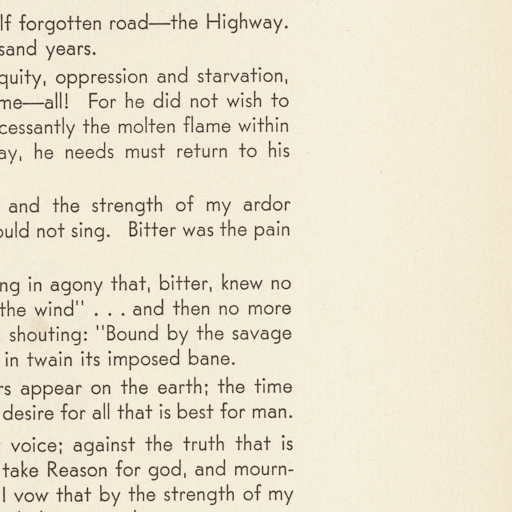 lf forgotten road—the Highway.
sand years.
quity, oppression and starvation,
me—all! For he did not wish to
cessantly the molten flame within
ay, he needs must return to his
and the strength of my ardor
ould not sing. Bitter was the pain
ng in agony that, bitter, knew no
the wind" . . . and then no more
shouting: "Bound by the savage
in twain its imposed bane.
rs appear on the earth; the time
desire for all that is best for man.
voice; against the truth that is
take Reason for god, and mourn-
I vow that by the strength of my